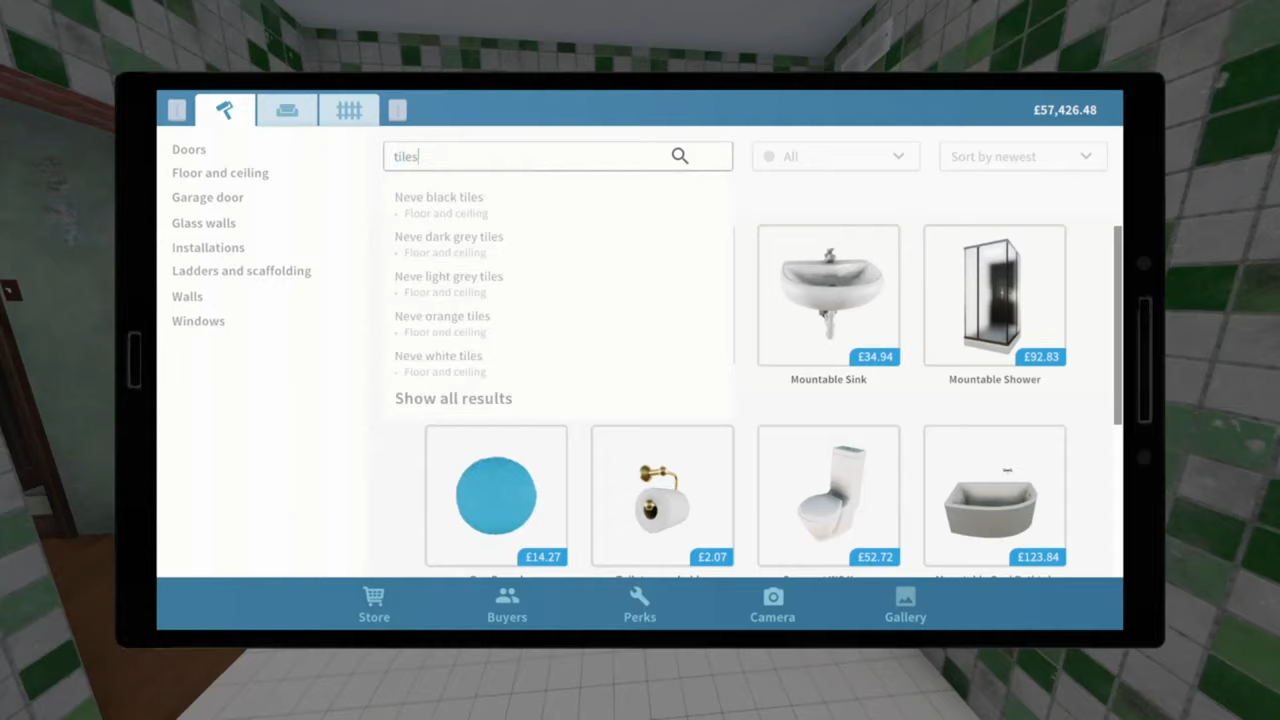 £57,426.48
Doors
Floor and ceiling
Garage door
Glass walls
Installations
Ladders and scaffolding
Walls
Windows
tiles
All
Sort by newest
Neve black tiles
• Floor and ceiling
Neve dark grey tiles
• Floor and ceiling
Neve light grey tiles
• Floor and ceiling
Neve orange tiles
• Floor and ceiling
Neve white tiles
• Floor and ceiling
Show all results
£34.94
£92.83
Mountable Sink
Mountable Shower
£14.27
£2.07
£52.72
£123.84
Store
Buyers
Perks
Camera
Gallery